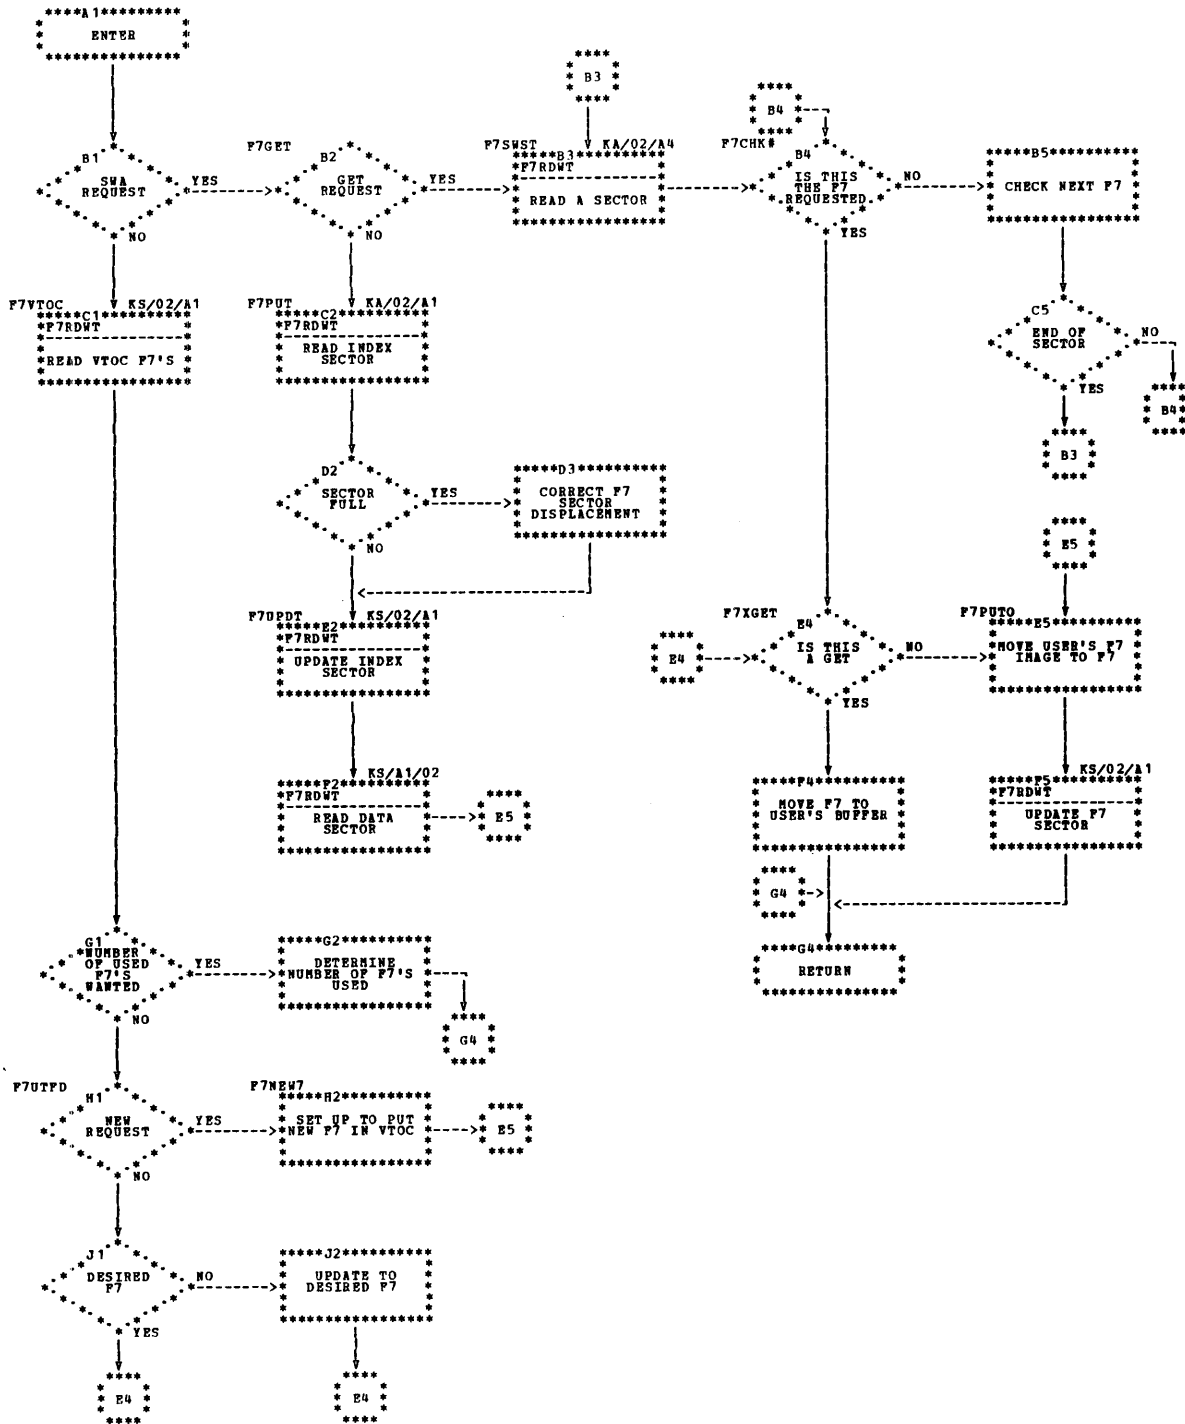 A1
ENTER
B3
B4
B1
SWA
REQUEST
YES
NO
F7GET
B2
GET
REQUEST
YES
NO
F7SWST
KA/02/A4
B3
F7RDWT
READ A SECTOR
F7CHK#
B4
IS THIS
THE F7
REQUESTED
NO
YES
B5
CHECK NEXT F7
F7VTOC
KS/02/A1
C1
F7RDWT
READ VTOC F7'S
F7PUT
KA/02/A1
C2
F7RDWT
READ INDEX
SECTOR
C5
END OF
SECTOR
NO
YES
B4
B3
D2
SECTOR
FULL
YES
NO
D3
CORRECT F7
SECTOR
DISPLACEMENT
E5
F7UPDT
KS/02/A1
E2
F7RDWT
UPDATE INDEX
SECTOR
E4
F7XGET
E4
IS THIS
A GET
NO
YES
F7PUTO
E5
MOVE USER'S F7
IMAGE TO F7
KS/A1/02
F2
F7RDWT
READ DATA
SECTOR
E5
F4
MOVE F7 TO
USER'S BUFFER
KS/02/A1
F5
F7RDWT
UPDATE F7
SECTOR
G4
G1
NUMBER
OF USED
F7'S
WANTED
YES
NO
G2
DETERMINE
NUMBER OF F7'S
USED
G4
G4
RETURN
F7UTFD
H1
NEW
REQUEST
YES
NO
F7NEW7
H2
SET UP TO PUT
NEW F7 IN VTOC
E5
J1
DESIRED
F7
NO
YES
J2
UPDATE TO
DESIRED F7
E4
E4